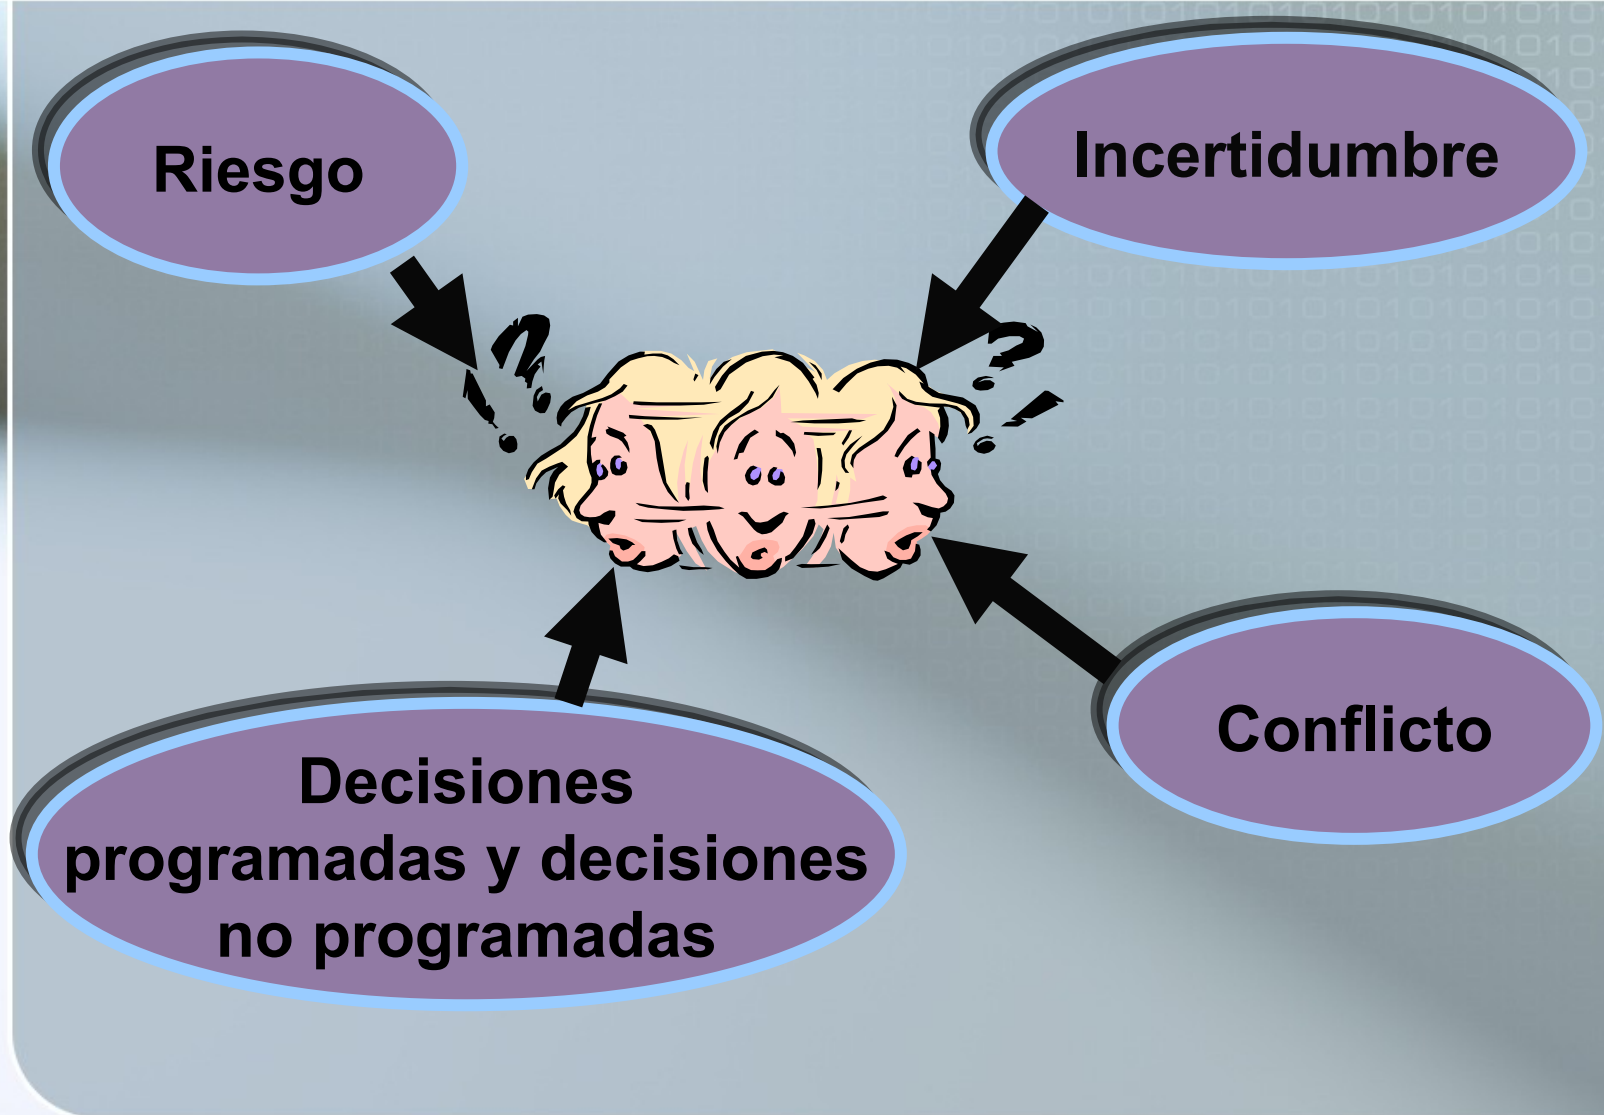 Riesgo
Incertidumbre
Decisiones
programadas y decisiones
no programadas
Conflicto